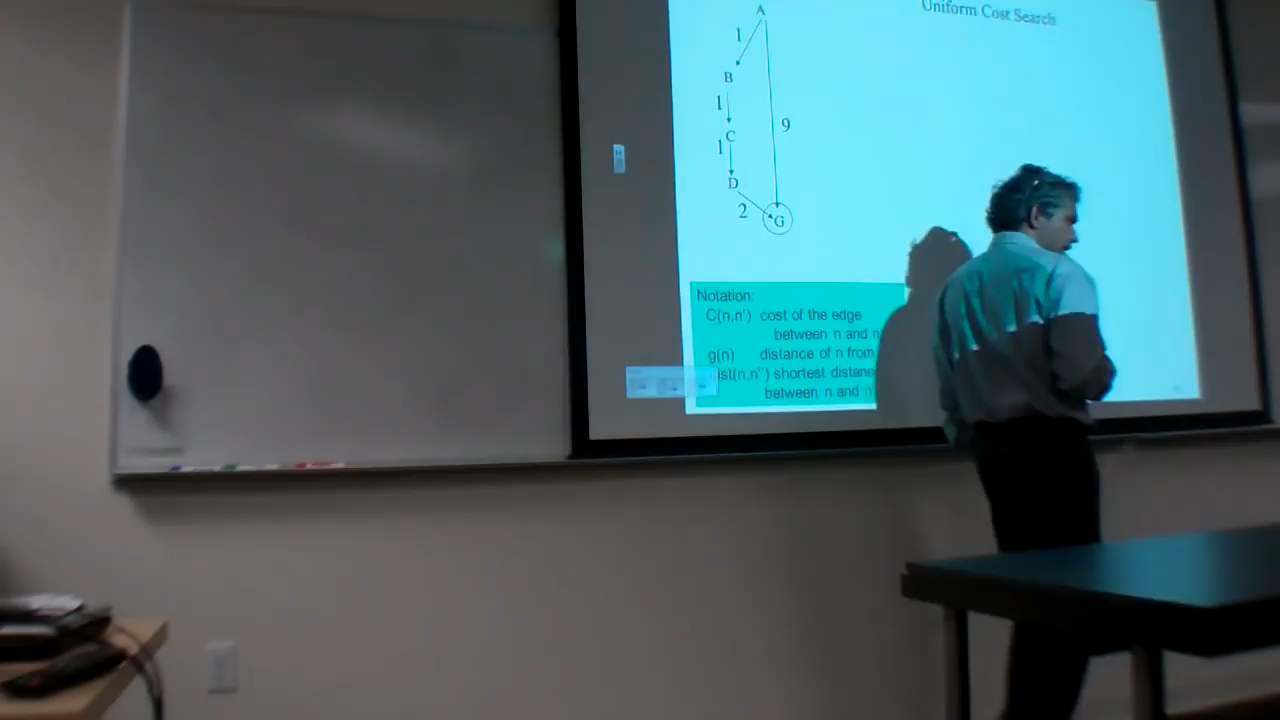 Uniform Cost Search
A
1
B
1
9
C
1
D
2
G
Notation:
C(n,n') cost of the edge
between n and n
g(n) distance of n from
ist(n,n'') shortest distan
between n and n